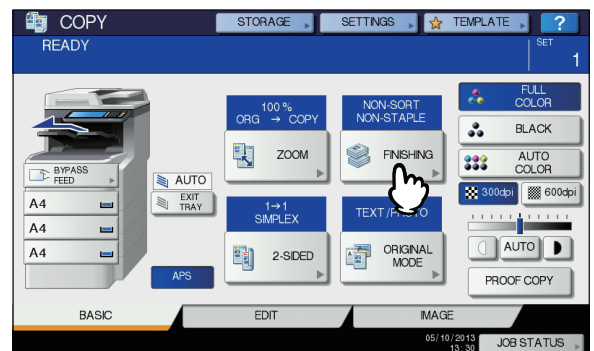 COPY
STORAGE
SETTINGS
TEMPLATE
?
READY
SET
1
100 %
ORG → COPY
ZOOM
NON-SORT
NON-STAPLE
FINISHING
FULL
COLOR
BLACK
AUTO
COLOR
300dpi
600dpi
BYPASS
FEED
A4
A4
A4
AUTO
EXIT
TRAY
APS
1→1
SIMPLEX
2-SIDED
TEXT/PHOTO
ORIGINAL
MODE
AUTO
PROOF COPY
BASIC
EDIT
IMAGE
05/10/2013
13:30
JOB STATUS